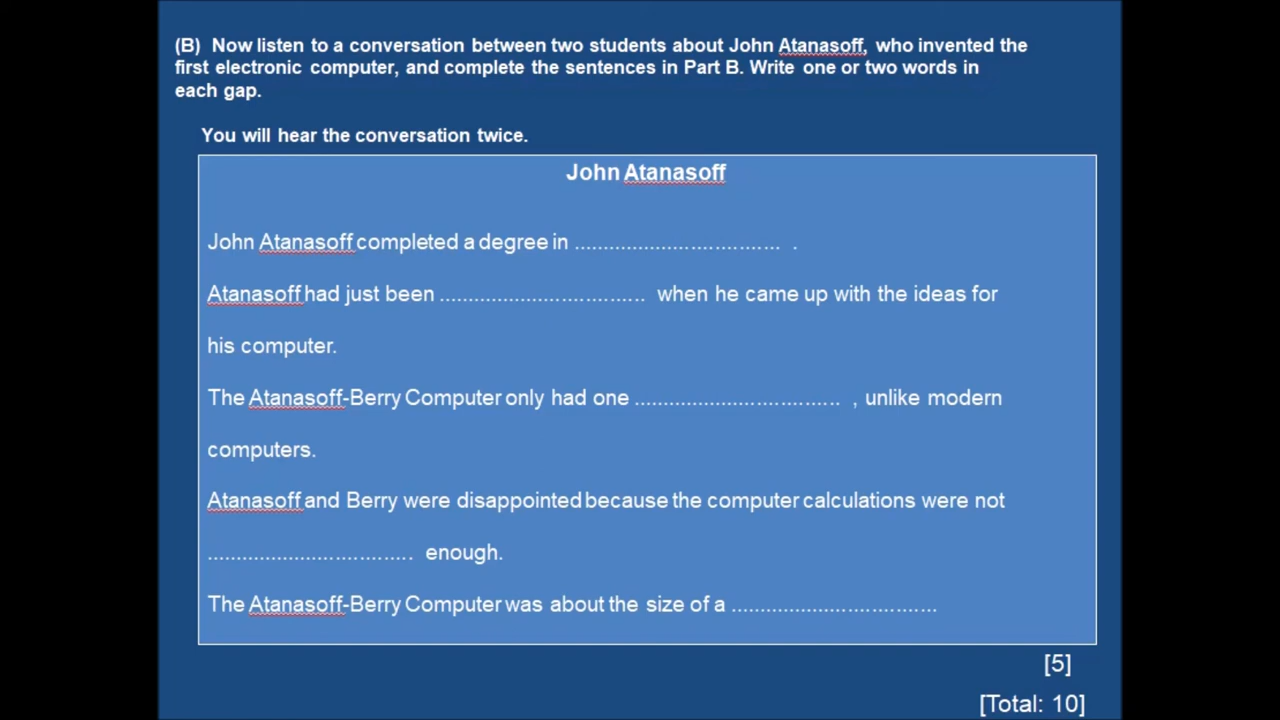 (B) Now listen to a conversation between two students about John Atanasoff, who invented the
first electronic computer, and complete the sentences in Part B. Write one or two words in
each gap.
You will hear the conversation twice.
John Atanasoff
John Atanasoff completed a degree in .................................... .
Atanasoff had just been .................................... when he came up with the ideas for
his computer.
The Atanasoff-Berry Computer only had one .................................... , unlike modern
computers.
Atanasoff and Berry were disappointed because the computer calculations were not
.................................... enough.
The Atanasoff-Berry Computer was about the size of a ....................................
[5]
[Total: 10]